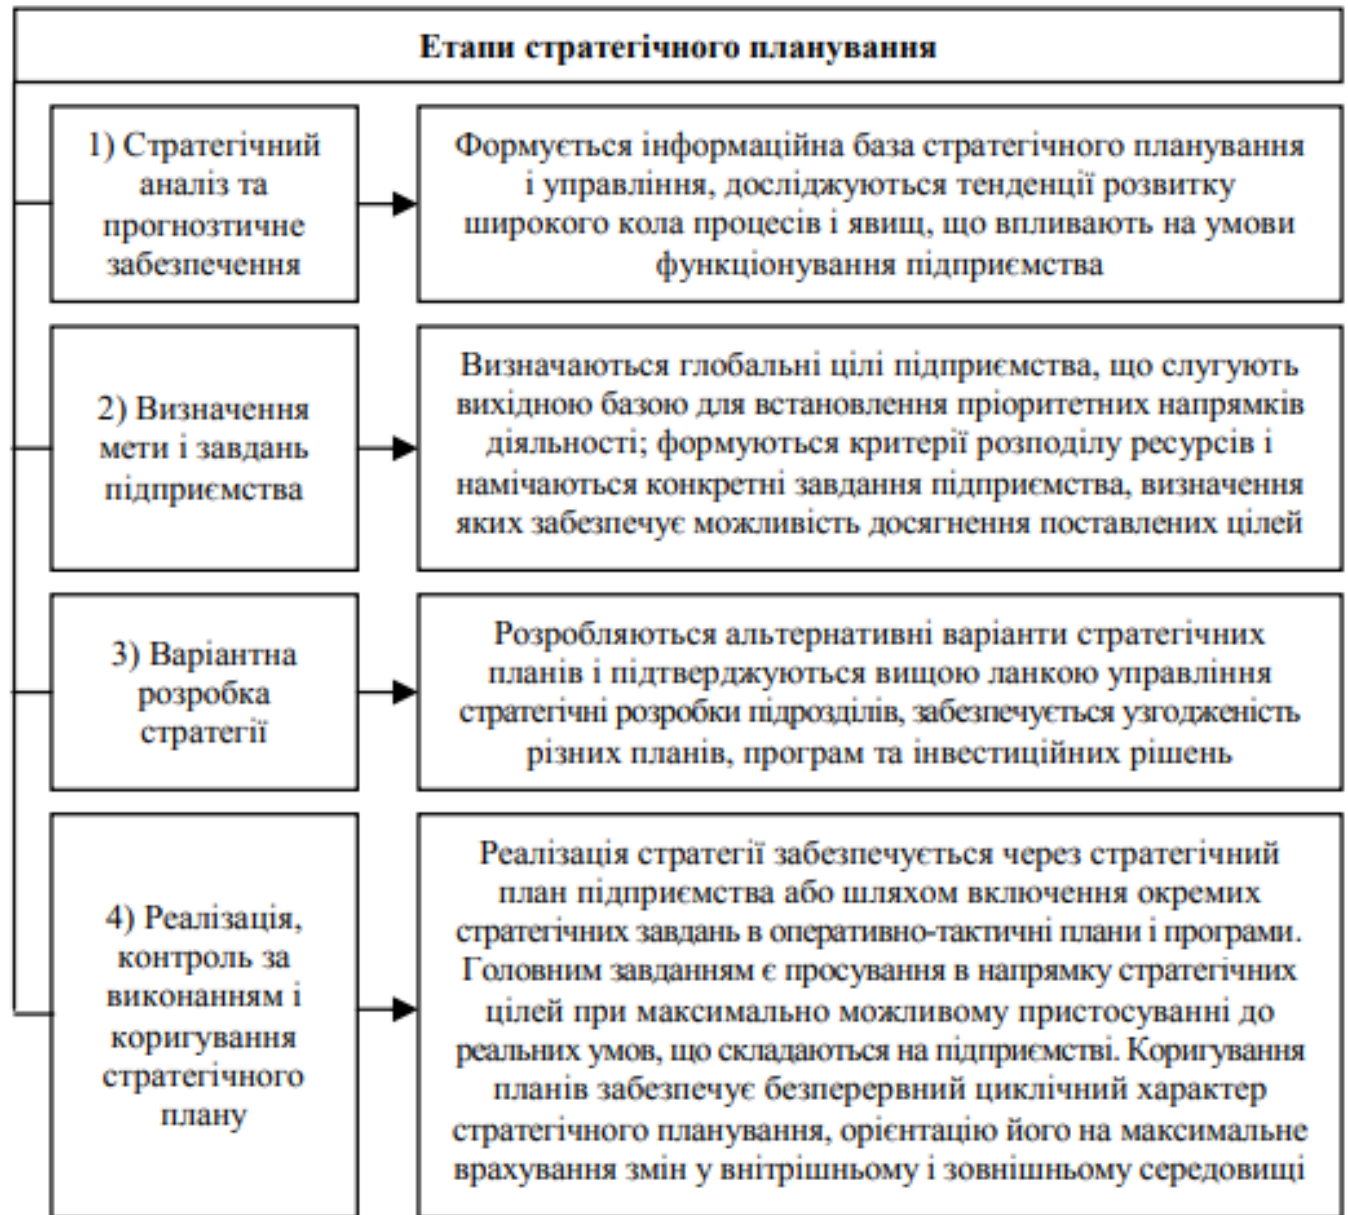 Етапи стратегічного планування
1) Стратегічний
аналіз та
прогнозтичне
забезпечення
Формується інформаційна база стратегічного планування
і управління, досліджуються тенденції розвитку
широкого кола процесів і явищ, що впливають на умови
функціонування підприємства
2) Визначення
мети і завдань
підприємства
Визначаються глобальні цілі підприємства, що слугують
вихідною базою для встановлення пріоритетних напрямків
діяльності; формуються критерії розподілу ресурсів і
намічаються конкретні завдання підприємства, визначення
яких забезпечує можливість досягнення поставлених цілей
3) Варіантна
розробка
стратегії
Розробляються альтернативні варіанти стратегічних
планів і підтверджуються вищою ланкою управління
стратегічні розробки підрозділів, забезпечується узгодженість
різних планів, програм та інвестиційних рішень
4) Реалізація,
контроль за
виконанням і
коригування
стратегічного
плану
Реалізація стратегії забезпечується через стратегічний
план підприємства або шляхом включення окремих
стратегічних завдань в оперативно-тактичні плани і програми.
Головним завданням є просування в напрямку стратегічних
цілей при максимально можливому пристосуванні до
реальних умов, що складаються на підприємстві. Коригування
планів забезпечує безперервний циклічний характер
стратегічного планування, орієнтацію його на максимальне
врахування змін у внітрішньому і зовнішньому середовищі